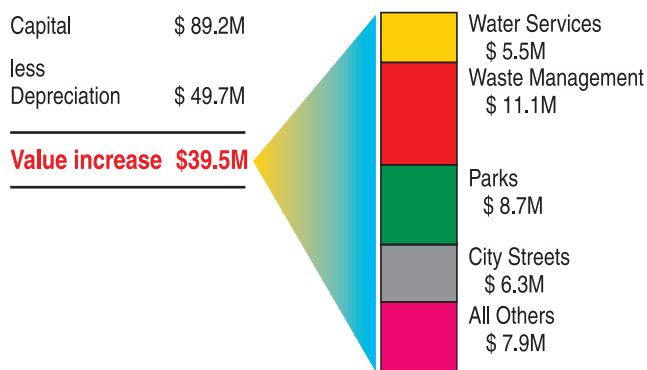 Capital $ 89.2M
less
Depreciation $ 49.7M
Value increase $39.5M
Water Services
$ 5.5M
Waste Management
$ 11.1M
Parks
$ 8.7M
City Streets
$ 6.3M
All Others
$ 7.9M